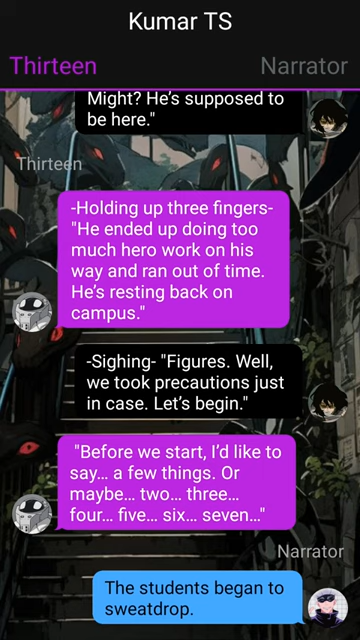 Kumar TS
Thirteen
Narrator
Might? He's supposed to
be here."
Thirteen
-Holding up three fingers-
"He ended up doing too
much hero work on his
way and ran out of time.
He's resting back on
campus."
-Sighing- "Figures. Well,
we took precautions just
in case. Let's begin."
"Before we start, I'd like to
say… a few things. Or
maybe… two… three…
four… five… six… seven…"
Narrator
The students began to
sweatdrop.